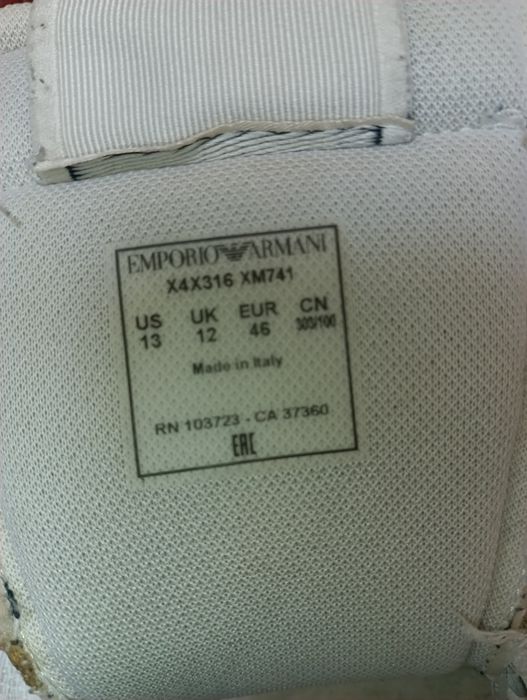 EMPORIO ARMANI
X4X316 XM741
US UK EUR CN
13 12 46 303/100
Made in Italy
RN 103723 - CA 37360
EAC